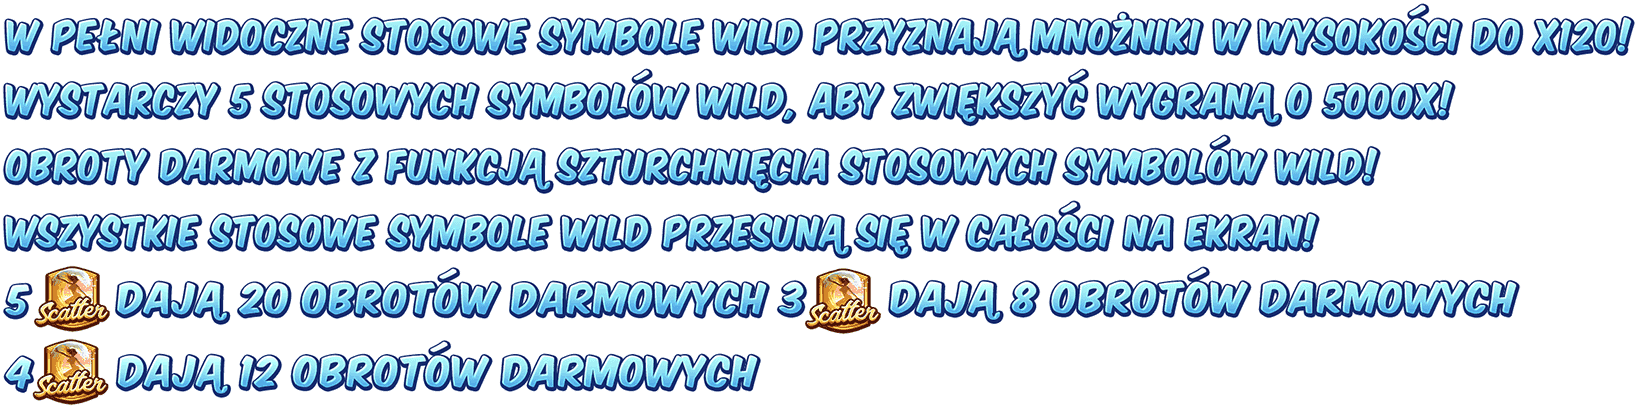 W PEŁNI WIDOCZNE STOSOWE SYMBOLE WILD PRZYZNAJĄ MNOŻNIKI W WYSOKOŚCI DO X120!
WYSTARCZY 5 STOSOWYCH SYMBOLÓW WILD, ABY ZWIĘKSZYĆ WYGRANĄ O 5000X!
OBROTY DARMOWE Z FUNKCJĄ SZTURCHNIĘCIA STOSOWYCH SYMBOLÓW WILD!
WSZYSTKIE STOSOWE SYMBOLE WILD PRZESUNĄ SIĘ W CAŁOŚCI NA EKRAN!
5 Scatter DAJĄ 20 OBROTÓW DARMOWYCH 3 Scatter DAJĄ 8 OBROTÓW DARMOWYCH
4 Scatter DAJĄ 12 OBROTÓW DARMOWYCH